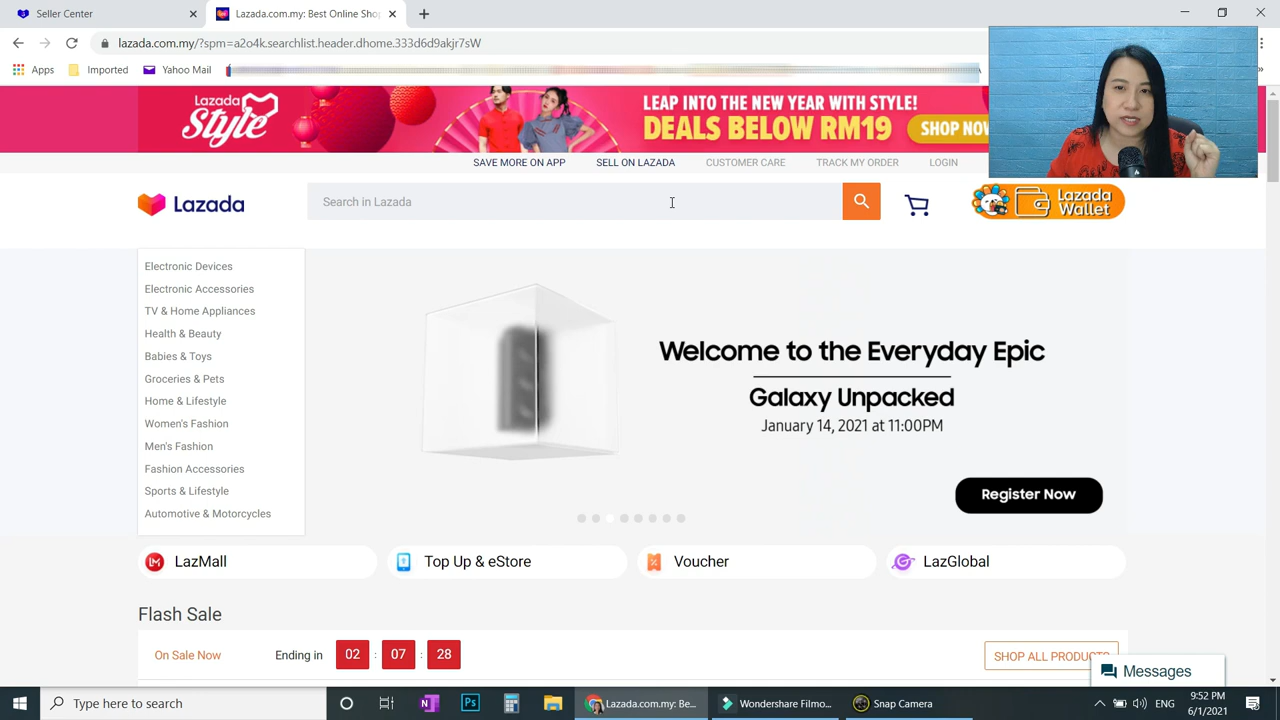 Seller Center
Lazada.com.my: Best Online Sho
lazada.com.my/?spm=a2o4k.searchlist.header.dhome.333d6d9akjr7sW
Apps
Imported
Yahoo Mail
Lazada
Style
LEAP INTO THE NEW YEAR WITH STYLE!
DEALS BELOW RM19
SHOP NOW
SAVE MORE ON APP
SELL ON LAZADA
CUSTOMER CARE
TRACK MY ORDER
LOGIN
Lazada
Search in Lazada
Lazada
Wallet
Electronic Devices
Electronic Accessories
TV & Home Appliances
Health & Beauty
Babies & Toys
Groceries & Pets
Home & Lifestyle
Women's Fashion
Men's Fashion
Fashion Accessories
Sports & Lifestyle
Automotive & Motorcycles
Welcome to the Everyday Epic
Galaxy Unpacked
January 14, 2021 at 11:00PM
Register Now
LM
LazMall
Top Up & eStore
Voucher
LazGlobal
Flash Sale
On Sale Now
Ending in
02 : 07 : 28
SHOP ALL PRODUCTS
Messages
Type here to search
Ps
Lazada.com.my: Be...
Wondershare Filmo...
Snap Camera
ENG
9:52 PM
6/1/2021